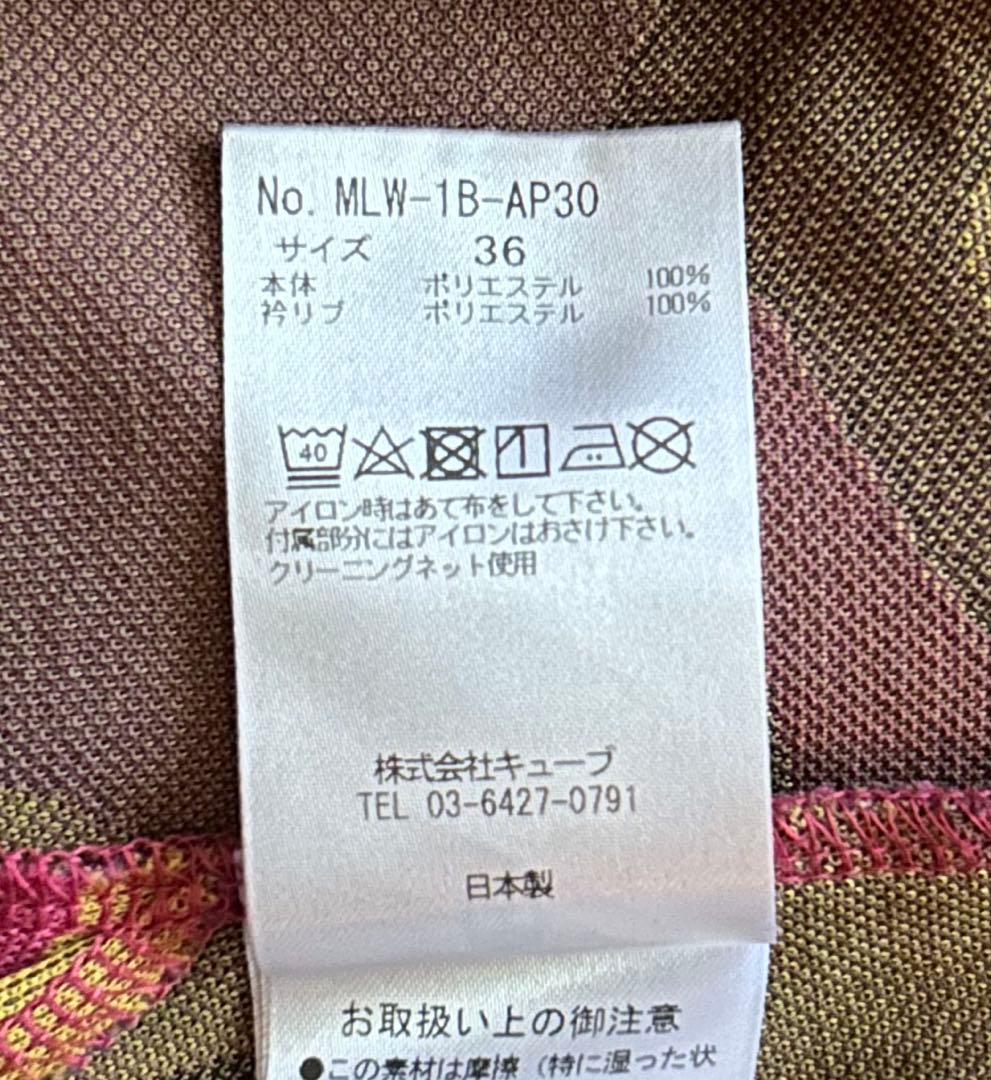 No. MLW-1B-AP30
サイズ 36
本体 ポリエステル 100%
衿リブ ポリエステル 100%
40
アイロン時はあて布をして下さい。
付属部分にはアイロンはおさけ下さい。
クリーニングネット使用
株式会社キューブ
TEL 03-6427-0791
日本製
お取扱い上の御注意
●この素材は摩擦（特に湿った状